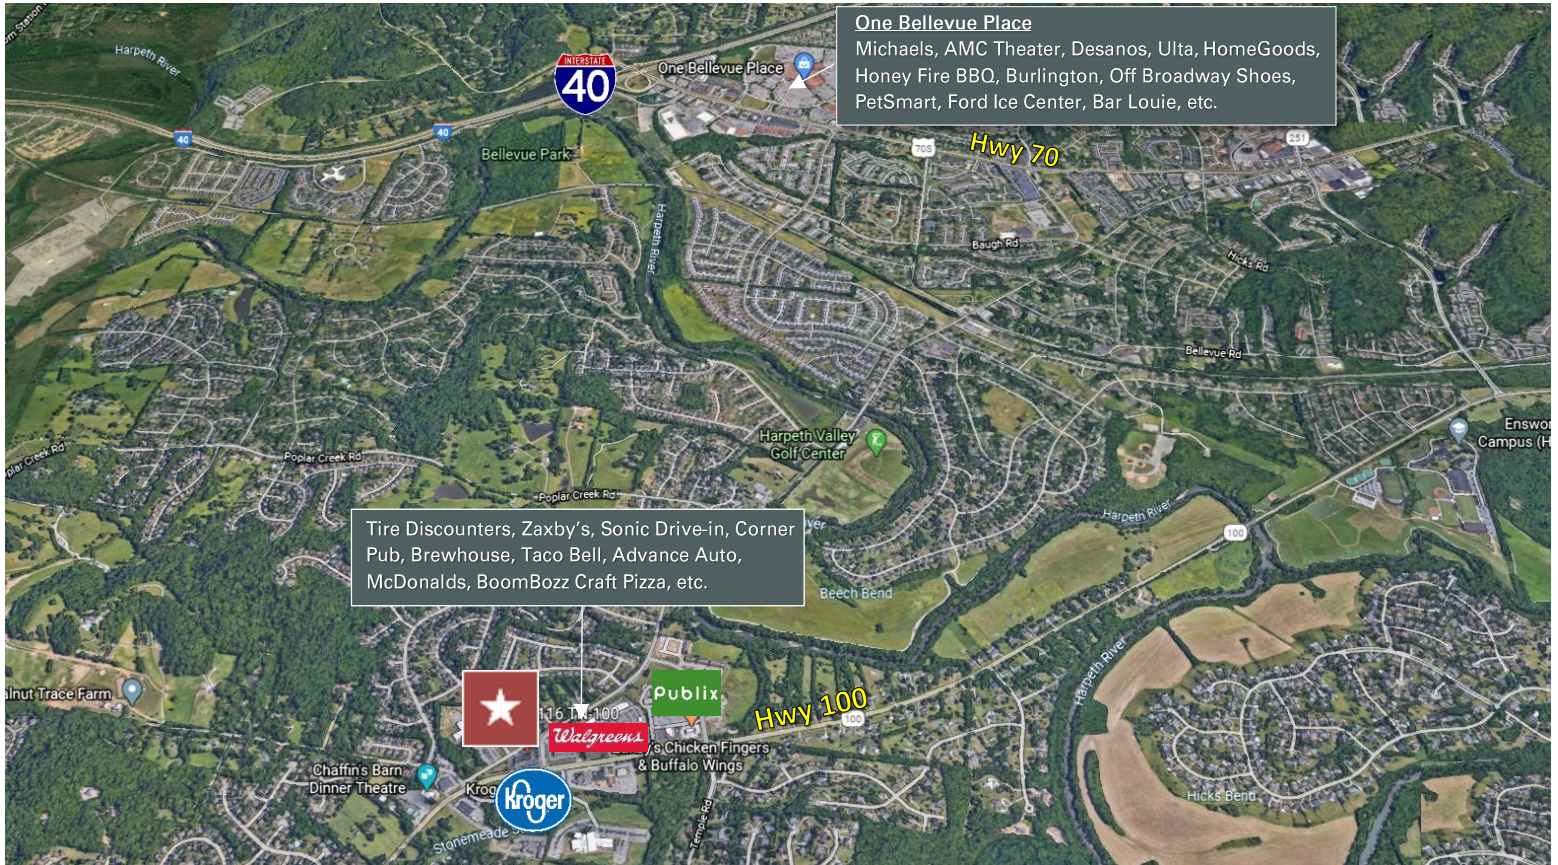 One Bellevue Place
Michaels, AMC Theater, Desanos, Ulta, HomeGoods,
Honey Fire BBQ, Burlington, Off Broadway Shoes,
PetSmart, Ford Ice Center, Bar Louie, etc.
Harpeth River
INTERSTATE
40
One Bellevue Place
40
40
Bellevue Park
70S
Hwy 70
251
Harpeth River
Baugh Rd
Hicks Rd
Bellevue Rd
Harpeth Valley
Golf Center
Campus (H
plar Creek Rd
Poplar Creek Rd
Poplar Creek Rd
Harpeth River
100
Tire Discounters, Zaxby's, Sonic Drive-in, Corner
Pub, Brewhouse, Taco Bell, Advance Auto,
McDonalds, BoomBozz Craft Pizza, etc.
Beech Bend
Harpeth River
alnut Trace Farm
Publix
Hwy 100
100
Walgreens
's Chicken Fingers
& Buffalo Wings
Chaffin's Barn
Dinner Theatre
Krog
Kroger
Hicks Bend
Temple Rd
Stonemeade